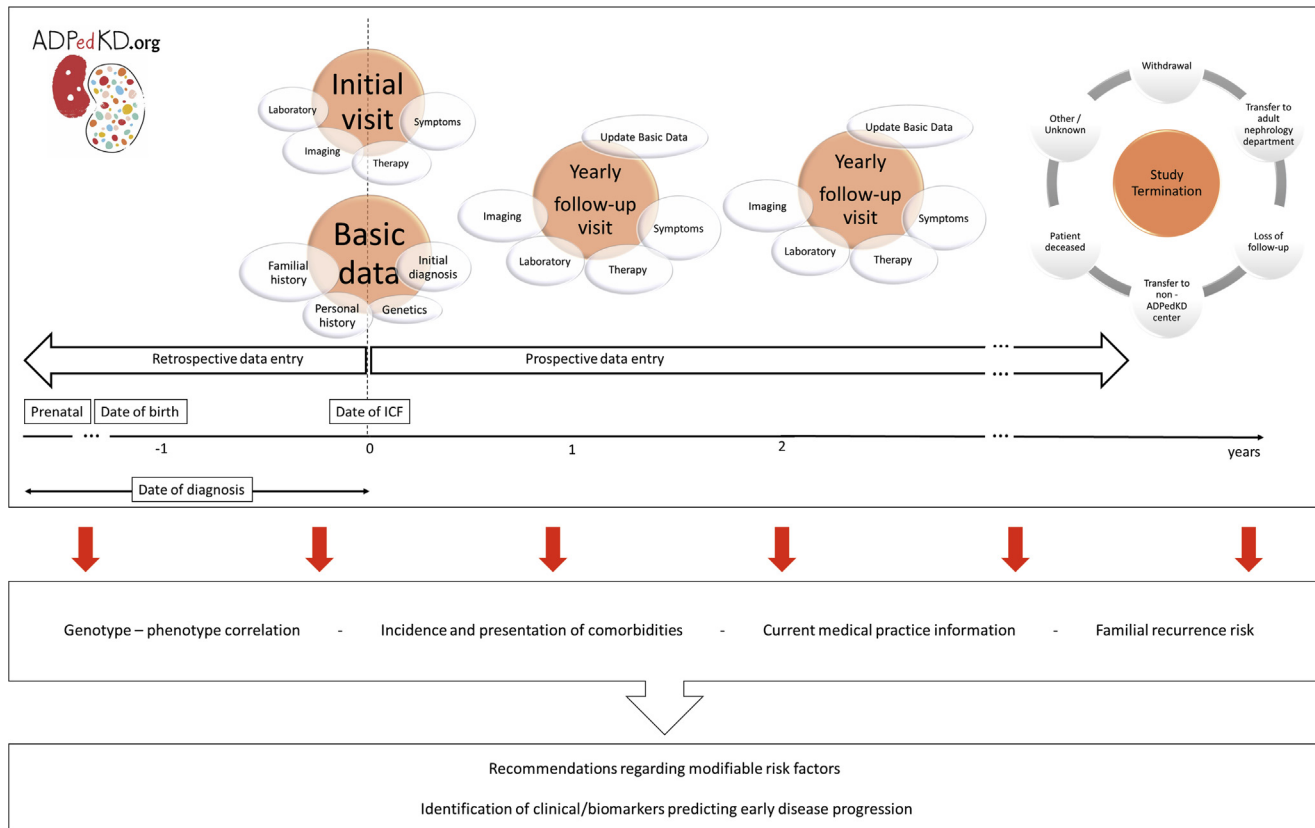 ADPedKD.org
Initial
visit
Laboratory
Symptoms
Imaging
Therapy
Basic
data
Familial
history
Initial
diagnosis
Personal
history
Genetics
Update Basic Data
Yearly
follow-up
visit
Imaging
Symptoms
Laboratory
Therapy
Update Basic Data
Yearly
follow-up
visit
Imaging
Symptoms
Laboratory
Therapy
Withdrawal
Transfer to
adult
nephrology
department
Loss of
follow-up
Transfer to
non -
ADPedKD
center
Patient
deceased
Other /
Unknown
Study
Termination
Retrospective data entry
Prospective data entry
...
...
Prenatal
Date of birth
Date of ICF
...
-1
0
1
2
...
...
years
Date of diagnosis
Genotype – phenotype correlation - Incidence and presentation of comorbidities - Current medical practice information - Familial recurrence risk
Recommendations regarding modifiable risk factors
Identification of clinical/biomarkers predicting early disease progression